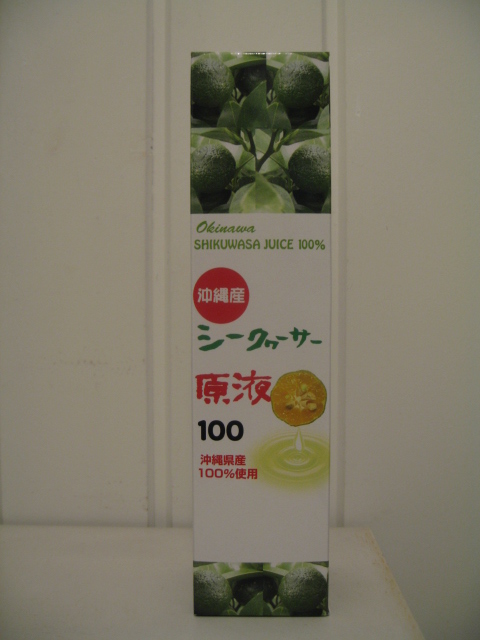 Okinawa
SHIKUWASA JUICE 100%
沖縄産
シークヮーサー
原液
100
沖縄県産
100%使用